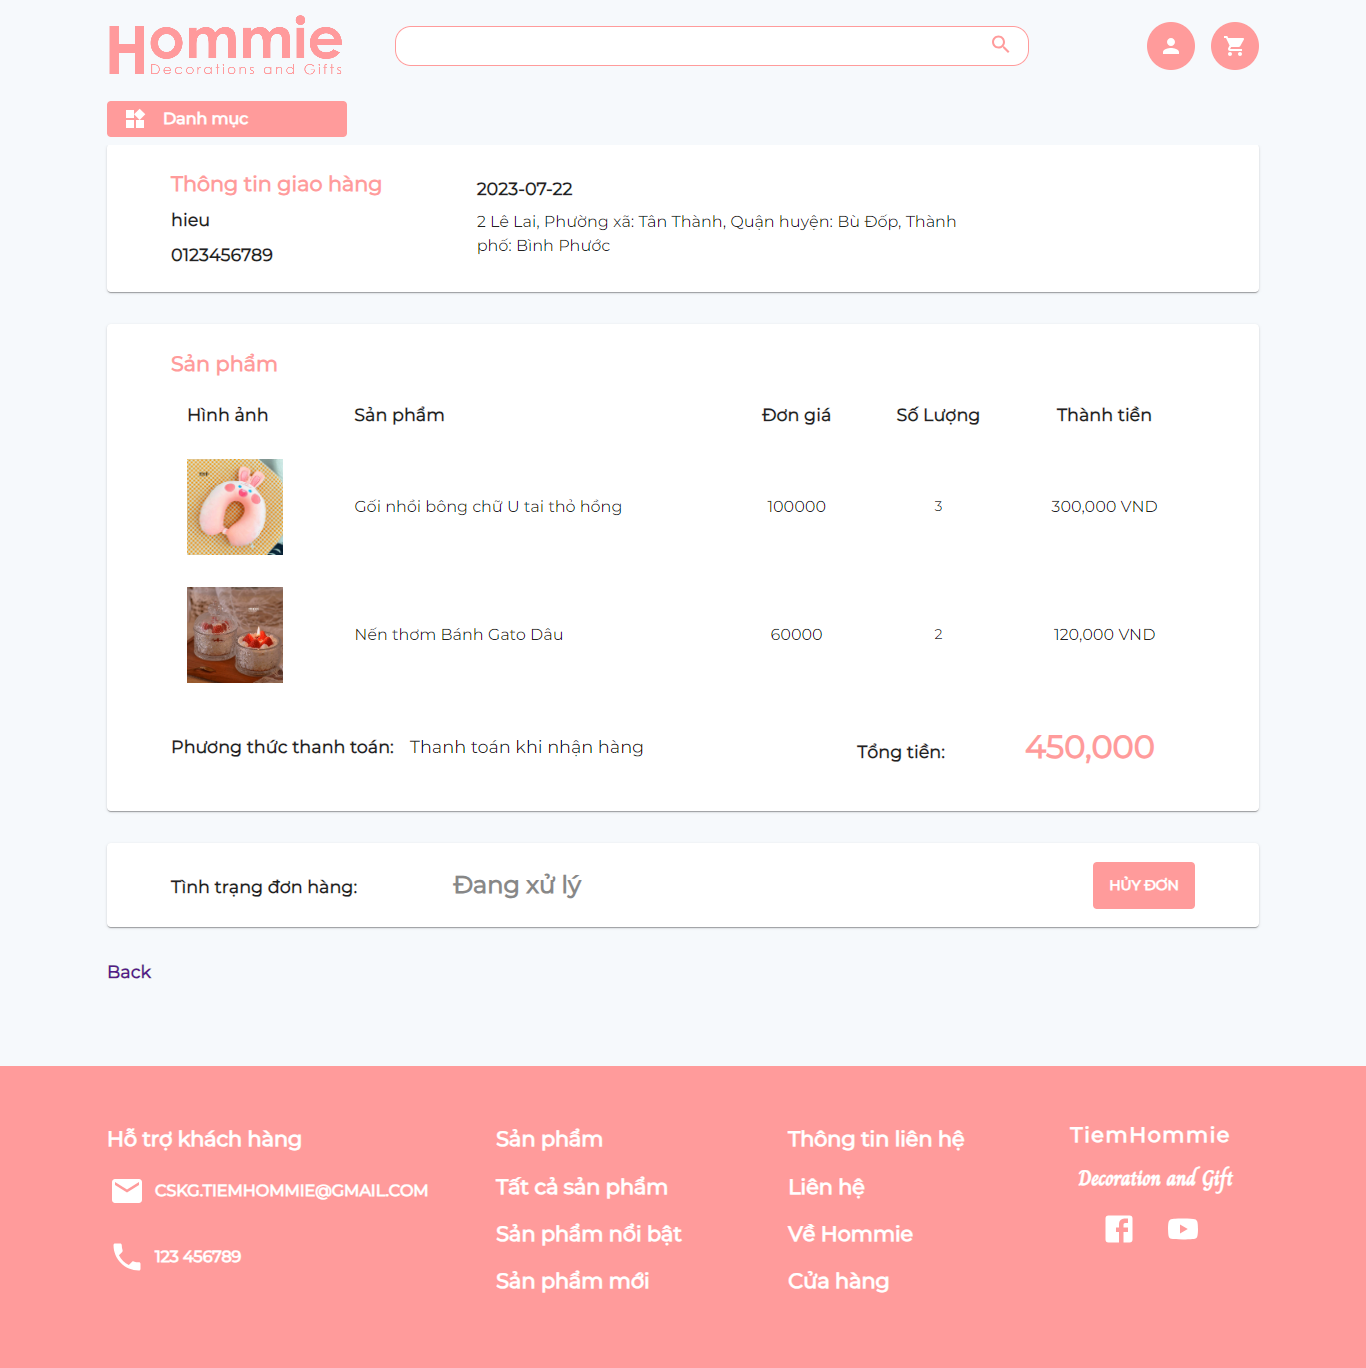 Hommie
Decorations and Gifts
Danh mục
Thông tin giao hàng
hieu
0123456789
2023-07-22
2 Lê Lai, Phường xã: Tân Thành, Quận huyện: Bù Đốp, Thành
phố: Bình Phước
Sản phẩm
Hình ảnh Sản phẩm Đơn giá Số Lượng Thành tiền
Gối nhồi bông chữ U tai thỏ hồng 100000 3 300,000 VND
Nến thơm Bánh Gato Dâu 60000 2 120,000 VND
Phương thức thanh toán: Thanh toán khi nhận hàng
Tổng tiền: 450,000
Tình trạng đơn hàng: Đang xử lý
HỦY ĐƠN
Back
Hỗ trợ khách hàng
CSKG.TIEMHOMMIE@GMAIL.COM
123 456789
Sản phẩm
Tất cả sản phẩm
Sản phẩm nổi bật
Sản phẩm mới
Thông tin liên hệ
Liên hệ
Về Hommie
Cửa hàng
TiemHommie
Decoration and Gift